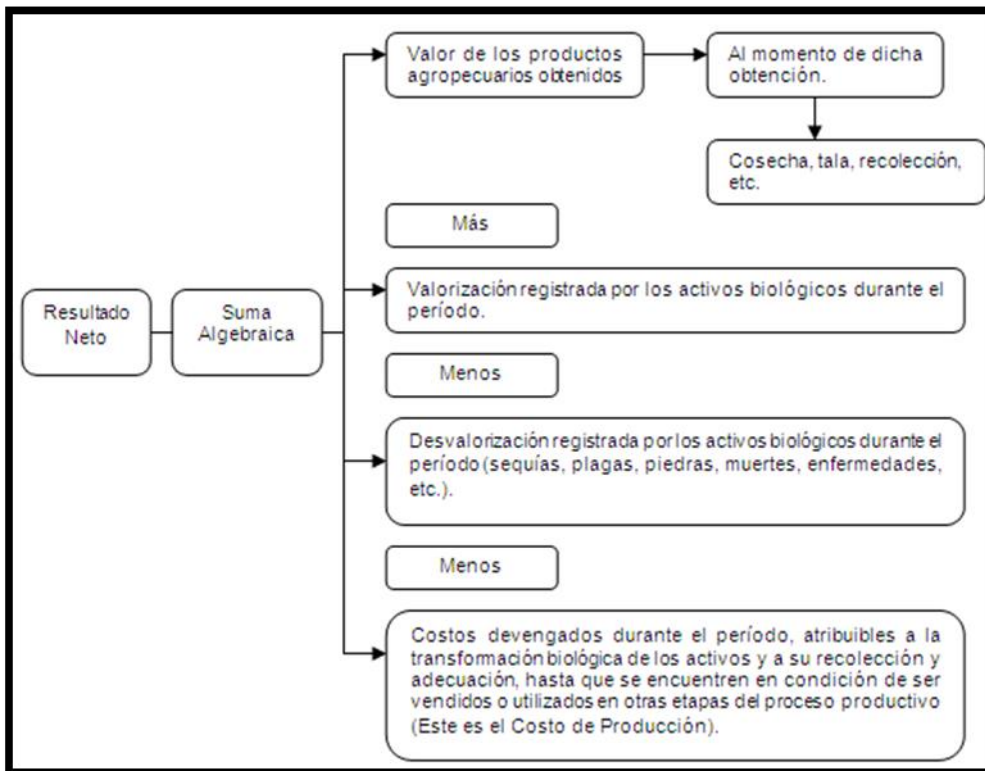 Valor de los productos
agropecuarios obtenidos
Al momento de dicha
obtención.
Cosecha, tala, recolección,
etc.
Más
Resultado
Neto
Suma
Algebraica
Valorización registrada por los activos biológicos durante el
período.
Menos
Desvalorización registrada por los activos biológicos durante el
período (sequías, plagas, piedras, muertes, enfermedades,
etc.).
Menos
Costos devengados durante el período, atribuibles a la
transformación biológica de los activos y a su recolección y
adecuación, hasta que se encuentren en condición de ser
vendidos o utilizados en otras etapas del proceso productivo
(Este es el Costo de Producción).